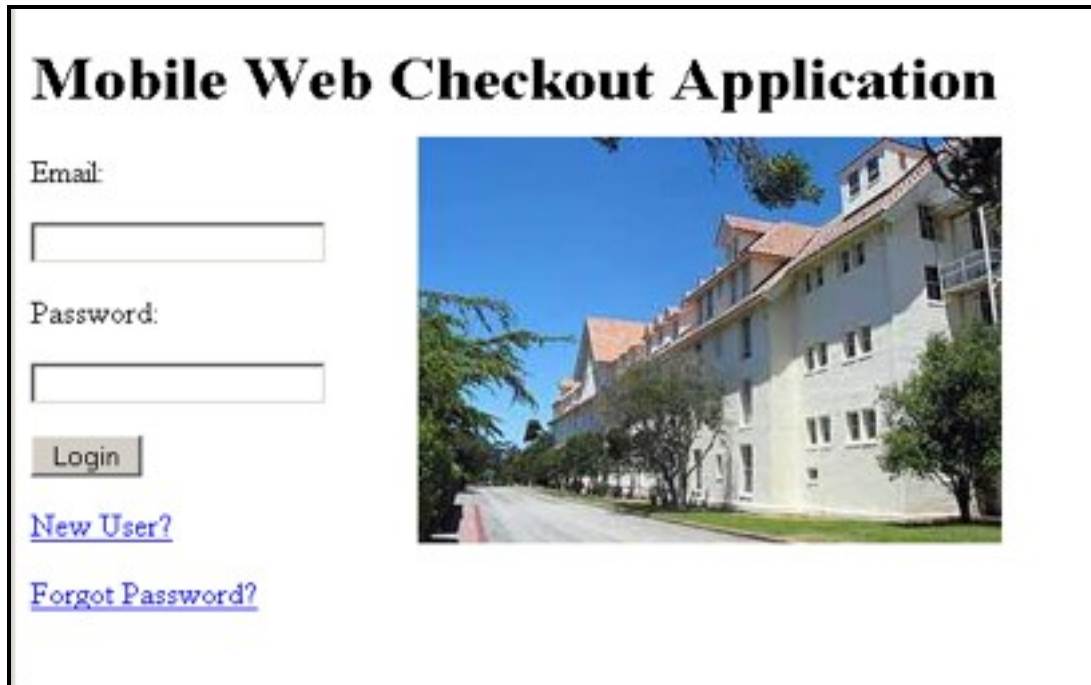 Mobile Web Checkout Application
Email:
Password:
Login
New User?
Forgot Password?